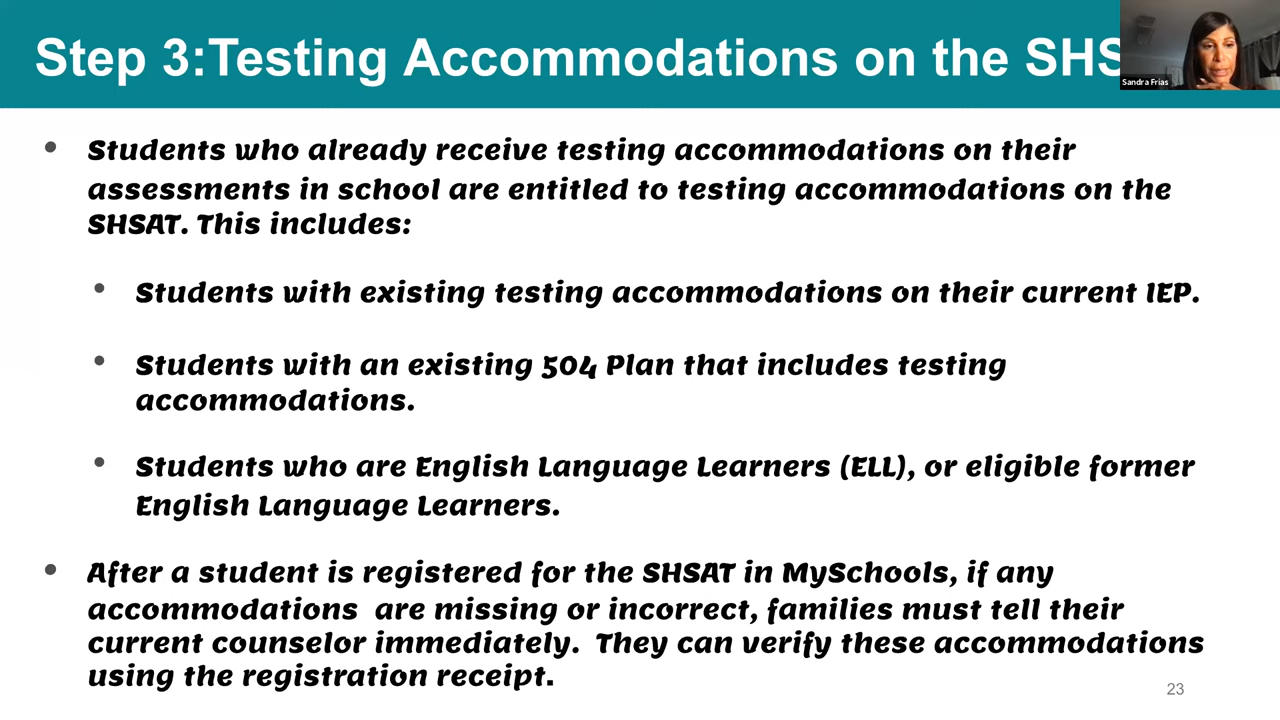 Step 3:Testing Accommodations on the SHS
Sandra Frias
• Students who already receive testing accommodations on their
assessments in school are entitled to testing accommodations on the
SHSAT. This includes:
• Students with existing testing accommodations on their current IEP.
• Students with an existing 504 Plan that includes testing
accommodations.
• Students who are English Language Learners (ELL), or eligible former
English Language Learners.
• After a student is registered for the SHSAT in MySchools, if any
accommodations  are missing or incorrect, families must tell their
current counselor immediately.  They can verify these accommodations
using the registration receipt.
23